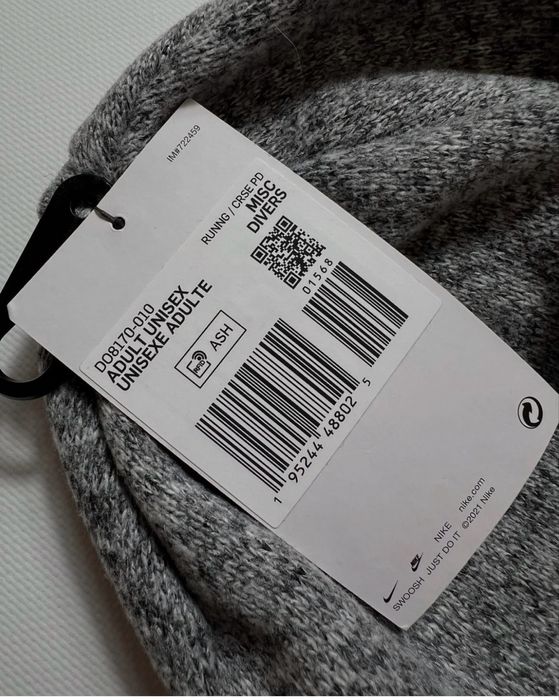 IM#722459
RUNNG / CRSE PD
MISC
DIVERS
DO8170-010
ADULT UNISEX
UNISEXE ADULTE
RFID
ASH
01568
1 95244 48802 5
NIKE nike.com
SWOOSH JUST DO IT ©2021 Nike